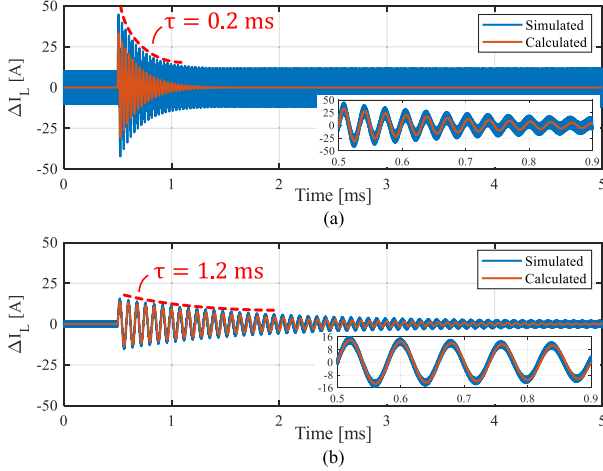 50
25
0
-25
-50
ΔI_L [A]
τ = 0.2 ms
Simulated
Calculated
50
25
0
-25
-50
0.5 0.6 0.7 0.8 0.9
0 1 2 3 4 5
Time [ms]
(a)
50
25
0
-25
-50
ΔI_L [A]
τ = 1.2 ms
Simulated
Calculated
16
8
0
-8
-16
0.5 0.6 0.7 0.8 0.9
0 1 2 3 4 5
Time [ms]
(b)